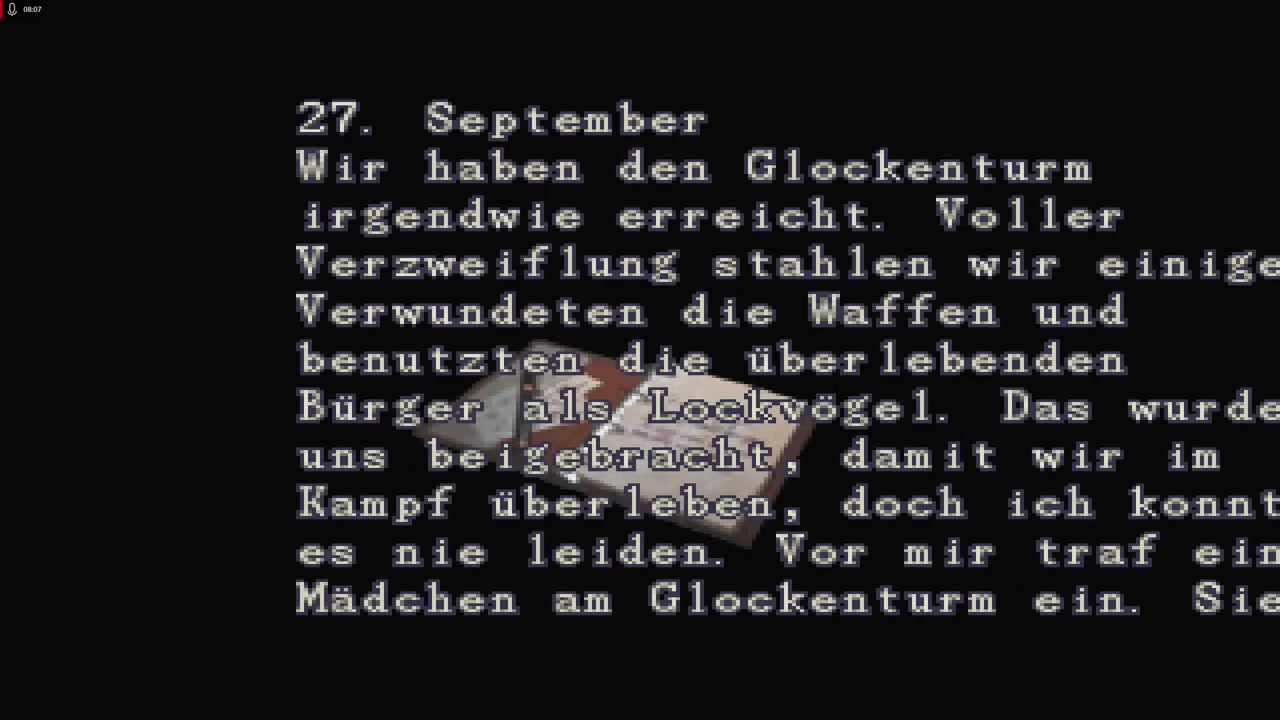 08:07
27. September
Wir haben den Glockenturm
irgendwie erreicht. Voller
Verzweiflung stahlen wir einige
Verwundeten die Waffen und
benutzten die überlebenden
Bürger als Lockvögel. Das wurde
uns beigebracht, damit wir im
Kampf überleben, doch ich konnt
es nie leiden. Vor mir traf ein
Mädchen am Glockenturm ein. Sie